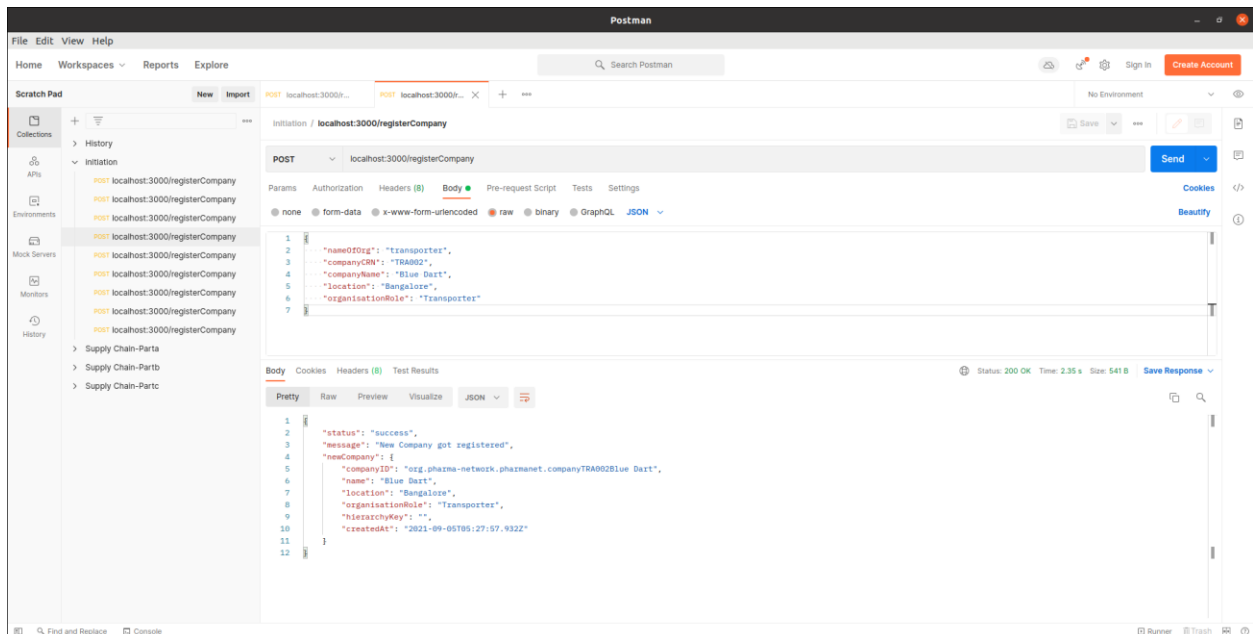 Postman
File Edit View Help
Home Workspaces Reports Explore
Search Postman
Sign In
Create Account
Scratch Pad
New Import
POST localhost:3000/r...
POST localhost:3000/r...
No Environment
Collections
APIs
Environments
Mock Servers
Monitors
History
History
Initiation
POST localhost:3000/registerCompany
POST localhost:3000/registerCompany
POST localhost:3000/registerCompany
POST localhost:3000/registerCompany
POST localhost:3000/registerCompany
POST localhost:3000/registerCompany
POST localhost:3000/registerCompany
POST localhost:3000/registerCompany
POST localhost:3000/registerCompany
Supply Chain-Parta
Supply Chain-Partb
Supply Chain-Partc
Initiation / localhost:3000/registerCompany
Save
POST localhost:3000/registerCompany
Send
Params Authorization Headers (8) Body Pre-request Script Tests Settings
Cookies
none form-data x-www-form-urlencoded raw binary GraphQL JSON
Beautify
1 {
2 "nameOfOrg": "transporter",
3 "companyCRN": "TRA002",
4 "companyName": "Blue Dart",
5 "location": "Bangalore",
6 "organisationRole": "Transporter"
7 }
Body Cookies Headers (8) Test Results
Status: 200 OK Time: 2.35 s Size: 541 B Save Response
Pretty Raw Preview Visualize JSON
1 {
2 "status": "success",
3 "message": "New Company got registered",
4 "newCompany": {
5 "companyID": "org.pharma-network.pharmanet.companyTRA002Blue Dart",
6 "name": "Blue Dart",
7 "location": "Bangalore",
8 "organisationRole": "Transporter",
9 "hierarchyKey": "",
10 "createdAt": "2021-09-05T05:27:57.932Z"
11 }
12 }
Find and Replace Console
Runner Trash